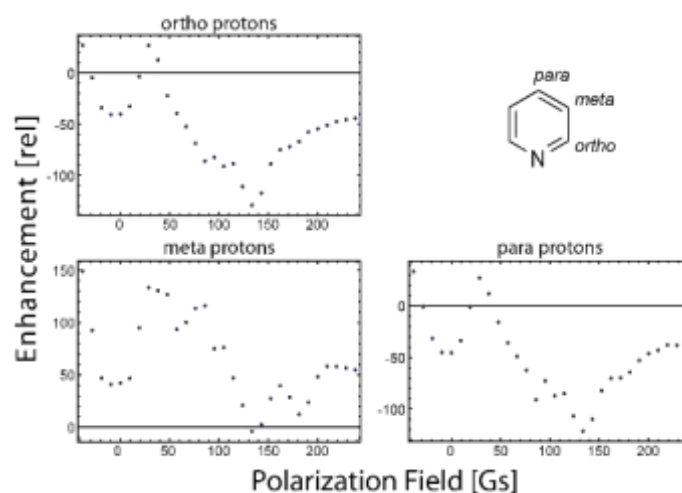 ortho protons
0
-50
-100
0 50 100 150 200
para
meta
ortho
N
Enhancement [rel]
meta protons
150
100
50
0
0 50 100 150 200
para protons
0
-50
-100
0 50 100 150 200
Polarization Field [Gs]